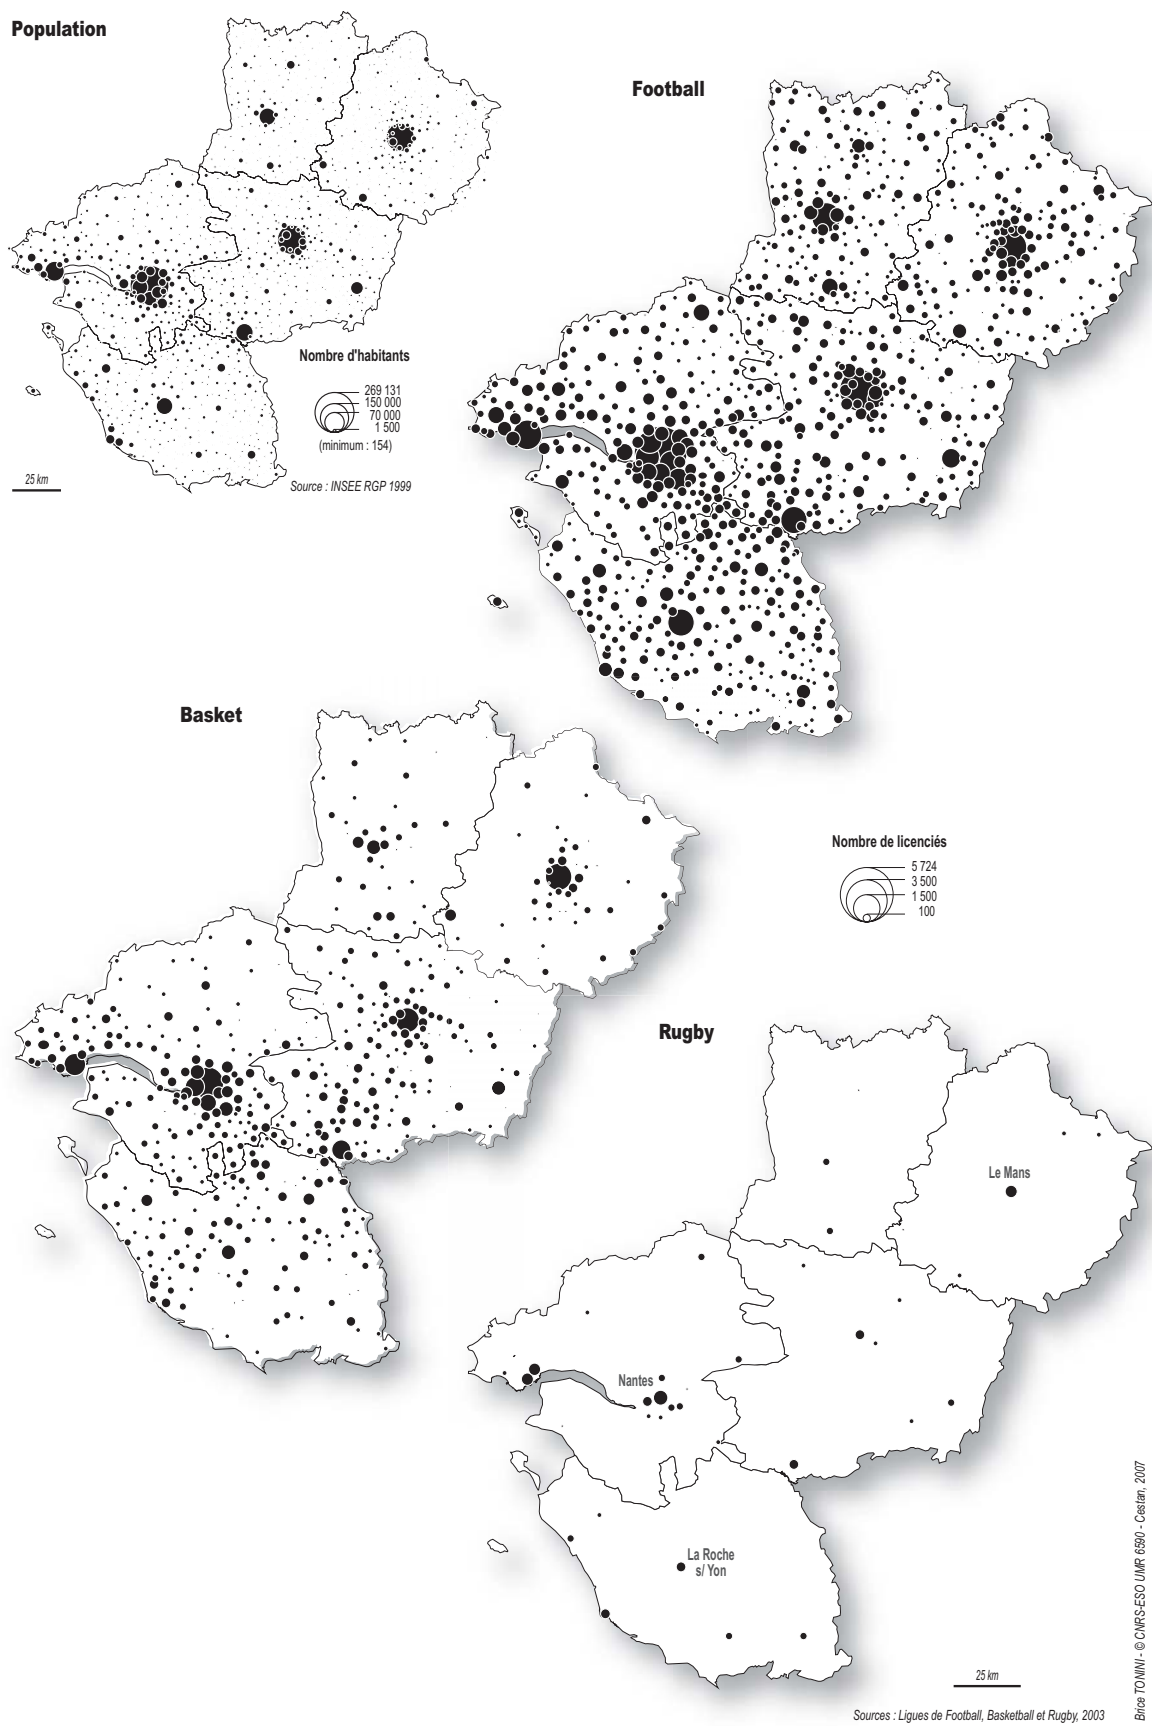 Population
Football
Nombre d'habitants
269 131
150 000
70 000
1 500
(minimum : 154)
25 km
Source : INSEE RGP 1999
Basket
Nombre de licenciés
5 724
3 500
1 500
100
Rugby
Le Mans
Nantes
La Roche
s/ Yon
25 km
Sources : Ligues de Football, Basketball et Rugby, 2003
Brice TONINI - © CNRS-ESO UMR 6590 - Cestan, 2007